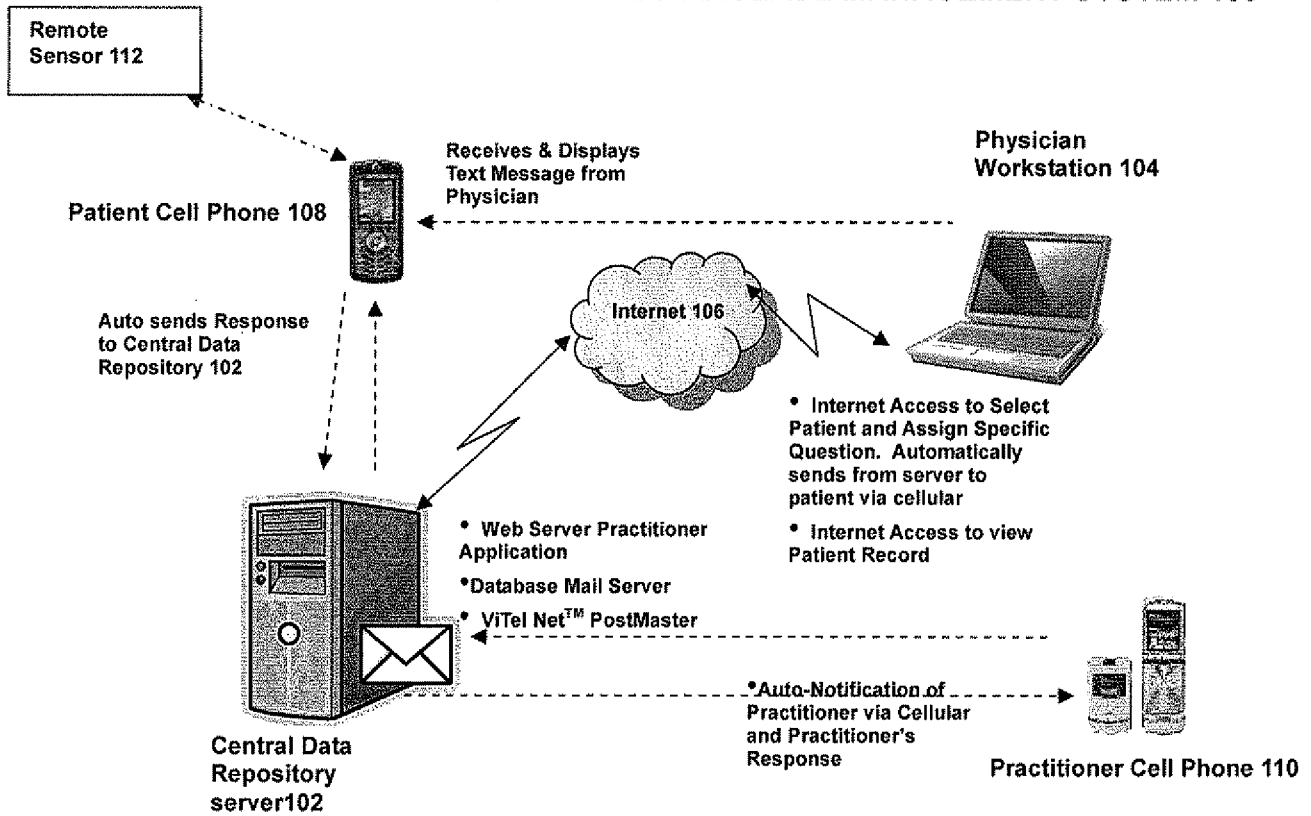 Remote
Sensor 112
Receives & Displays
Text Message from
Physician
Physician
Workstation 104
Patient Cell Phone 108
Internet 106
Auto sends Response
to Central Data
Repository 102
• Internet Access to Select
Patient and Assign Specific
Question. Automatically
sends from server to
patient via cellular
• Internet Access to view
Patient Record
• Web Server Practitioner
Application
•Database Mail Server
• ViTel Net™ PostMaster
•Auto-Notification of
Practitioner via Cellular
and Practitioner's
Response
Central Data
Repository
server102
Practitioner Cell Phone 110